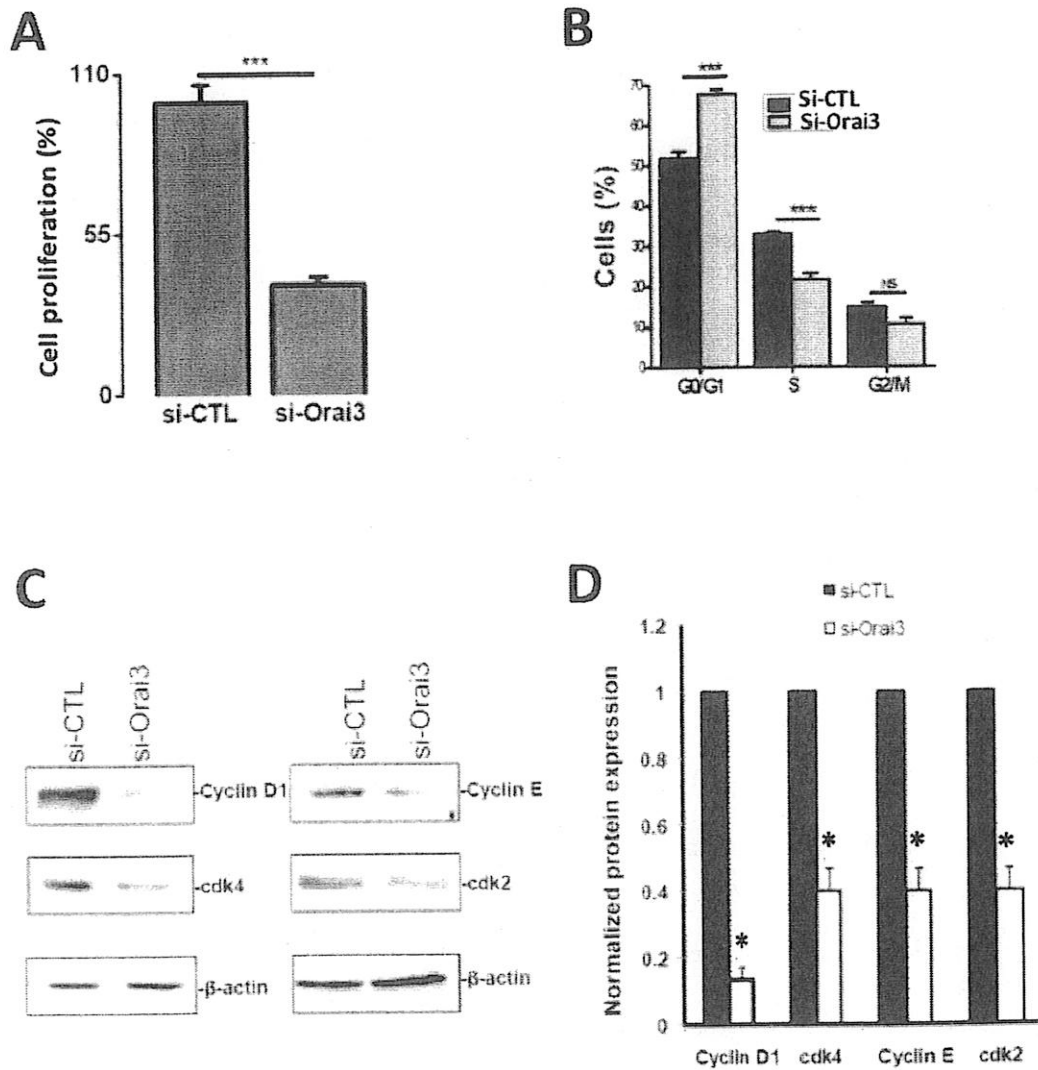 A
110
55
0
Cell proliferation (%)
***
si-CTL
si-Orai3
B
70
60
50
40
30
20
10
0
Cells (%)
***
***
NS
Si-CTL
Si-Orai3
G0/G1
S
G2/M
C
si-CTL
si-Orai3
-Cyclin D1
-cdk4
-β-actin
si-CTL
si-Orai3
-Cyclin E
-cdk2
-β-actin
D
si-CTL
si-Orai3
1.2
1
0.8
0.6
0.4
0.2
0
Normalized protein expression
*
*
*
*
Cyclin D1 cdk4 Cyclin E cdk2